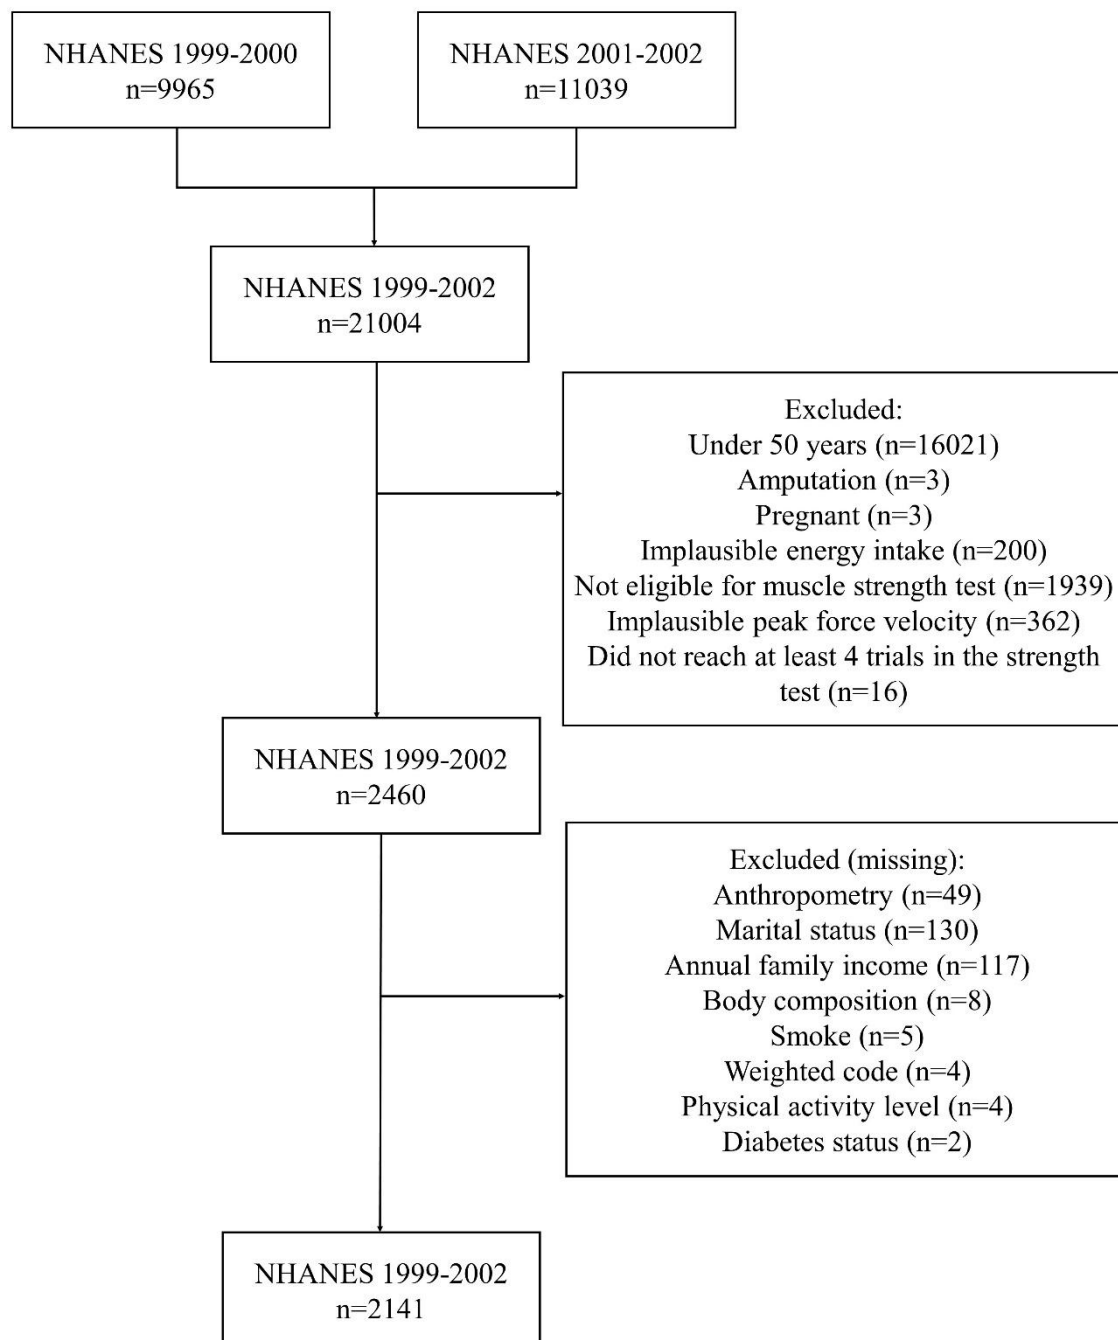 NHANES 1999-2000
n=9965
NHANES 2001-2002
n=11039
NHANES 1999-2002
n=21004
Excluded:
Under 50 years (n=16021)
Amputation (n=3)
Pregnant (n=3)
Implausible energy intake (n=200)
Not eligible for muscle strength test (n=1939)
Implausible peak force velocity (n=362)
Did not reach at least 4 trials in the strength
test (n=16)
NHANES 1999-2002
n=2460
Excluded (missing):
Anthropometry (n=49)
Marital status (n=130)
Annual family income (n=117)
Body composition (n=8)
Smoke (n=5)
Weighted code (n=4)
Physical activity level (n=4)
Diabetes status (n=2)
NHANES 1999-2002
n=2141